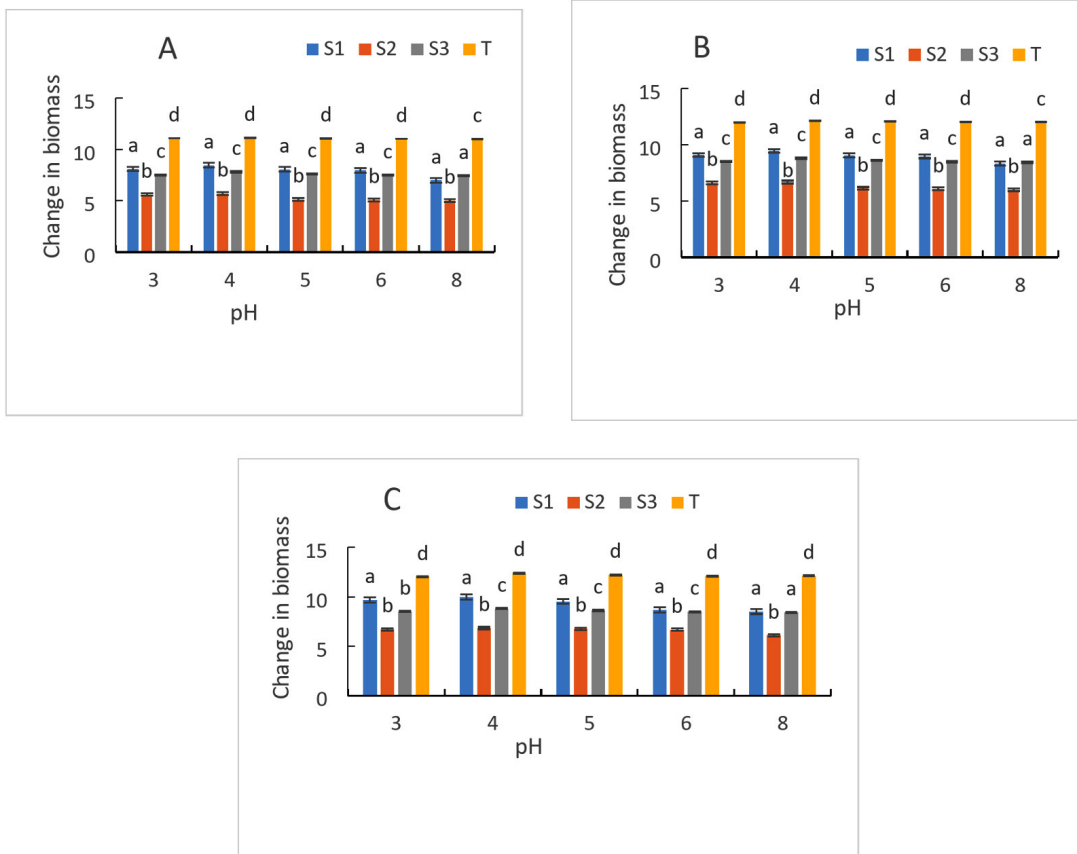 A
S1 S2 S3 T
Change in biomass
15
10
5
0
a b c d a b c d a b c d a b c d a b a c
3 4 5 6 8
pH
B
S1 S2 S3 T
Change in biomass
15
10
5
0
a b c d a b c d a b c d a b c d a b a c
3 4 5 6 8
pH
C
S1 S2 S3 T
Change in biomass
15
10
5
0
a b b d a b c d a b c d a b c d a b a d
3 4 5 6 8
pH